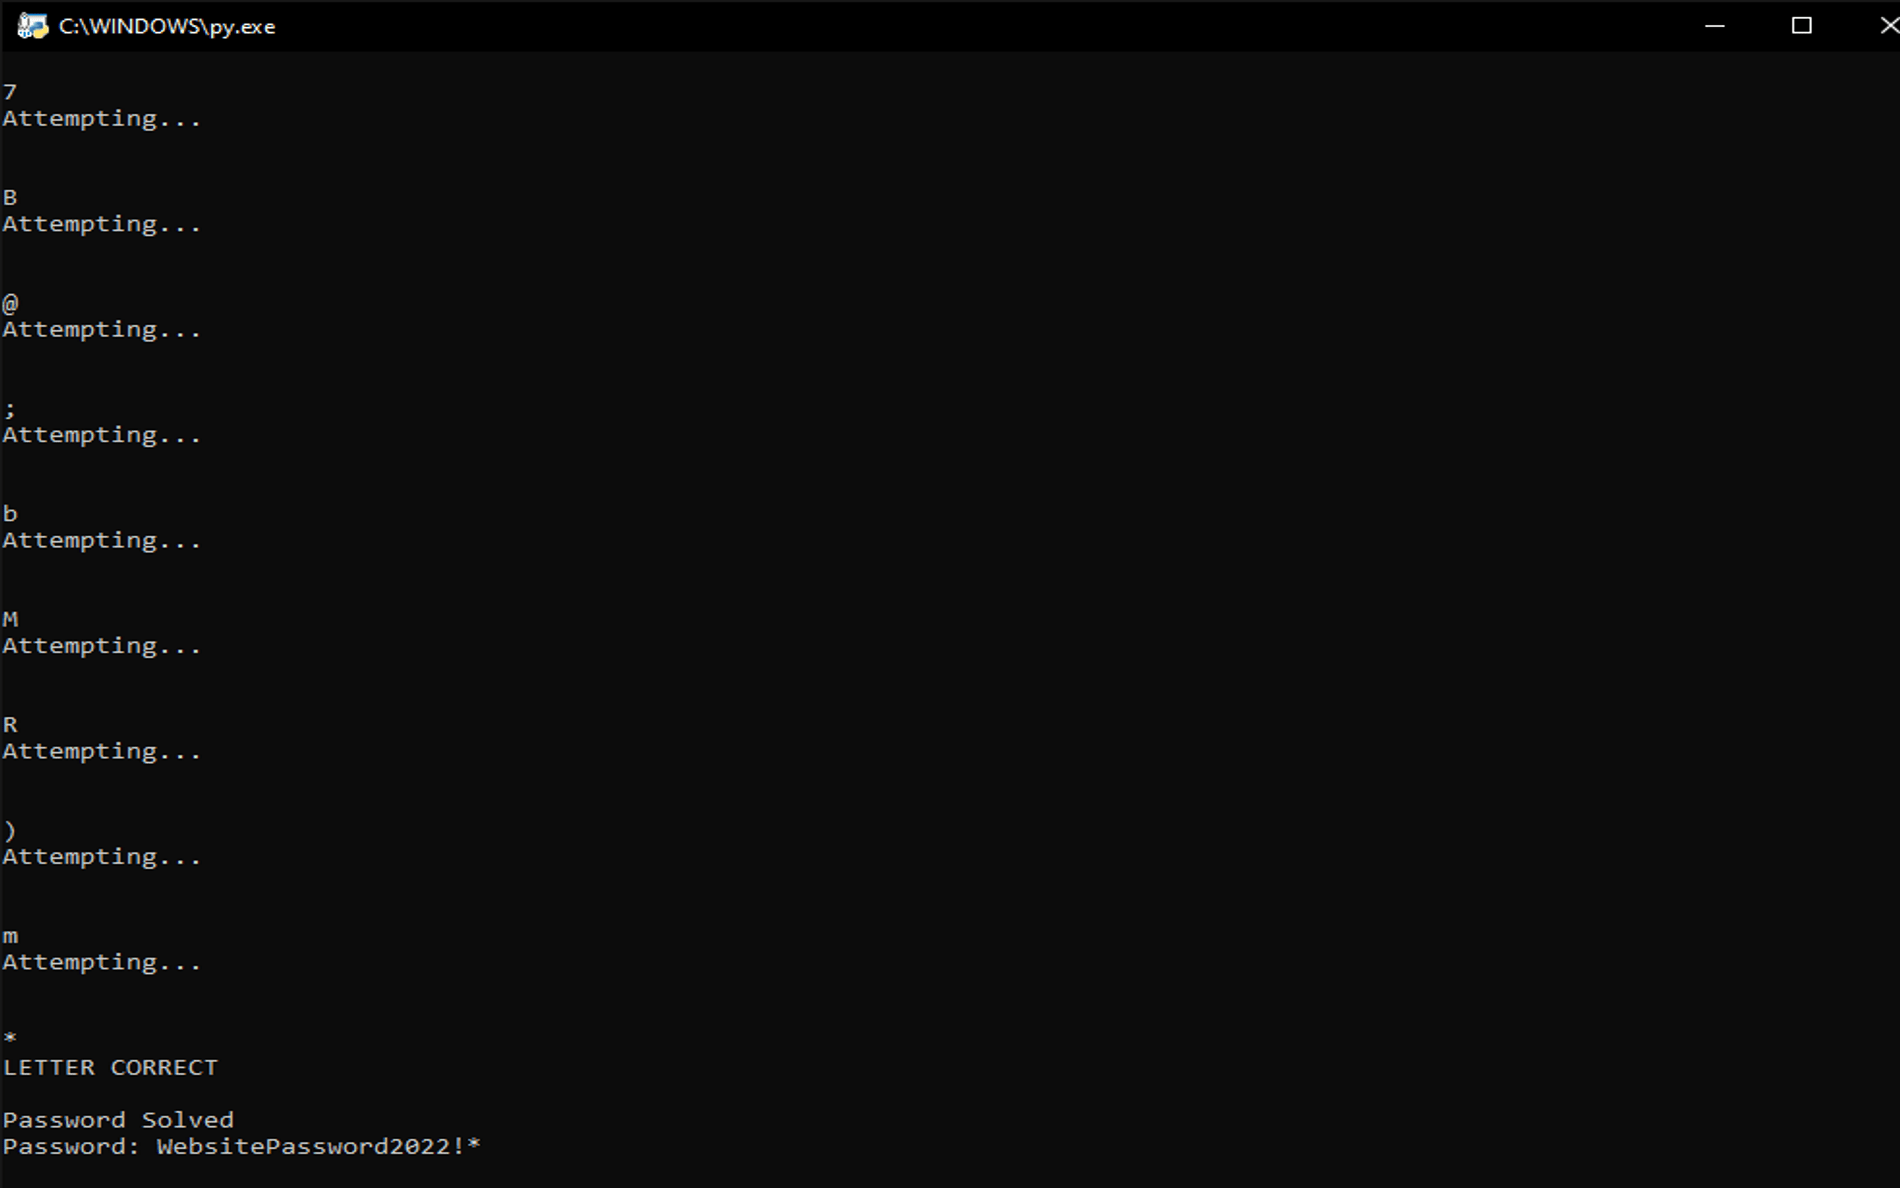 C:\WINDOWS\py.exe
7
Attempting...
B
Attempting...
@
Attempting...
;
Attempting...
b
Attempting...
M
Attempting...
R
Attempting...
)
Attempting...
m
Attempting...
*
LETTER CORRECT
Password Solved
Password: WebsitePassword2022!*